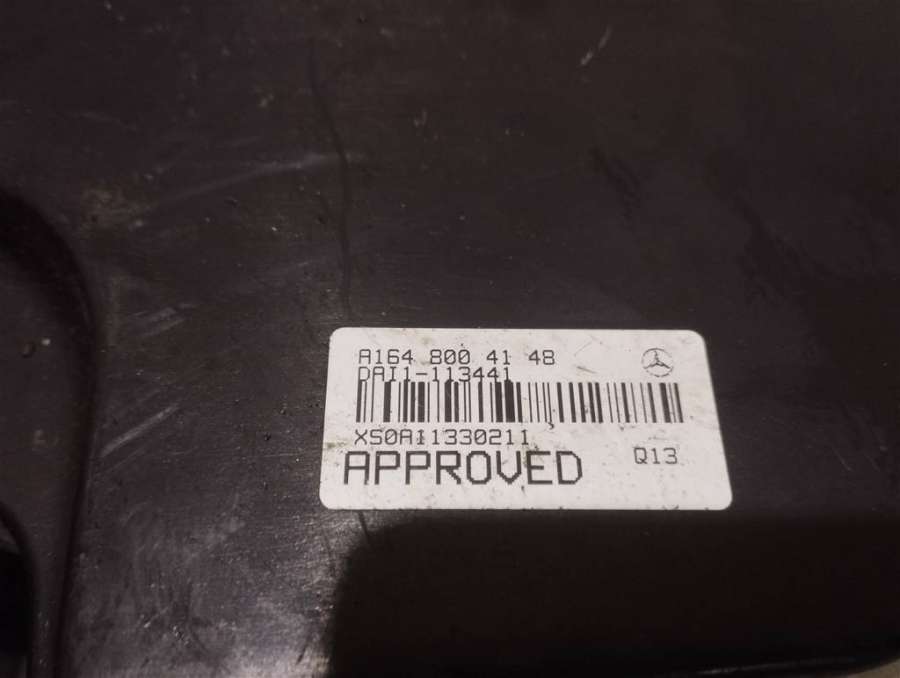 A164 800 41 48
DAI1-113441
XS0A11330211
APPROVED
Q13